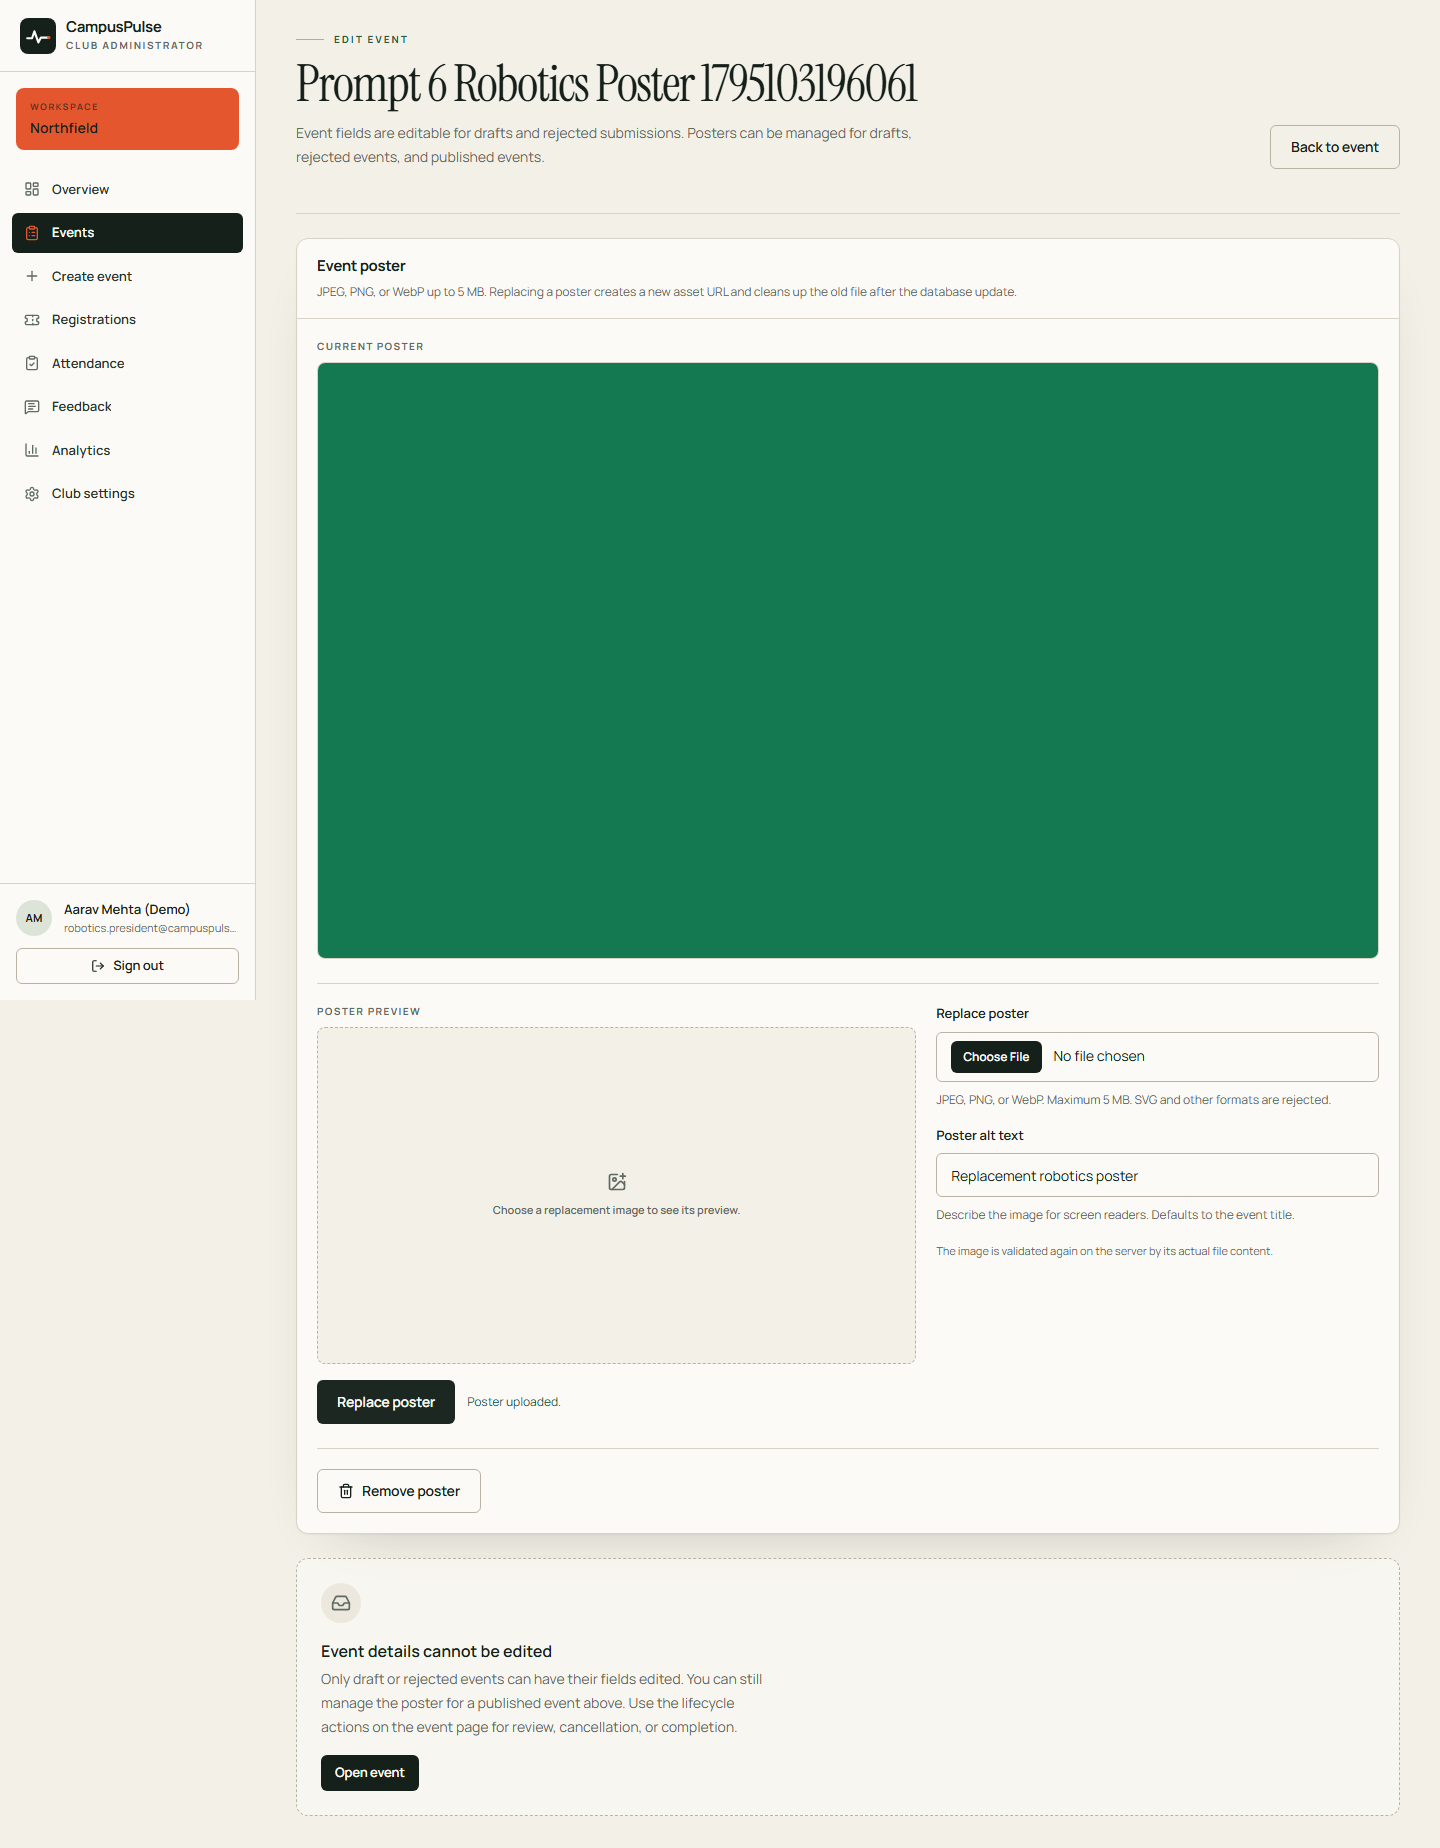 CampusPulse
CLUB ADMINISTRATOR
WORKSPACE
Northfield
Overview
Events
Create event
Registrations
Attendance
Feedback
Analytics
Club settings
AM
Aarav Mehta (Demo)
robotics.president@campuspuls...
Sign out
EDIT EVENT
Prompt 6 Robotics Poster 1795103196061
Event fields are editable for drafts and rejected submissions. Posters can be managed for drafts,
rejected events, and published events.
Back to event
Event poster
JPEG, PNG, or WebP up to 5 MB. Replacing a poster creates a new asset URL and cleans up the old file after the database update.
CURRENT POSTER
POSTER PREVIEW
Choose a replacement image to see its preview.
Replace poster
Choose File No file chosen
JPEG, PNG, or WebP. Maximum 5 MB. SVG and other formats are rejected.
Poster alt text
Replacement robotics poster
Describe the image for screen readers. Defaults to the event title.
The image is validated again on the server by its actual file content.
Replace poster Poster uploaded.
Remove poster
Event details cannot be edited
Only draft or rejected events can have their fields edited. You can still
manage the poster for a published event above. Use the lifecycle
actions on the event page for review, cancellation, or completion.
Open event